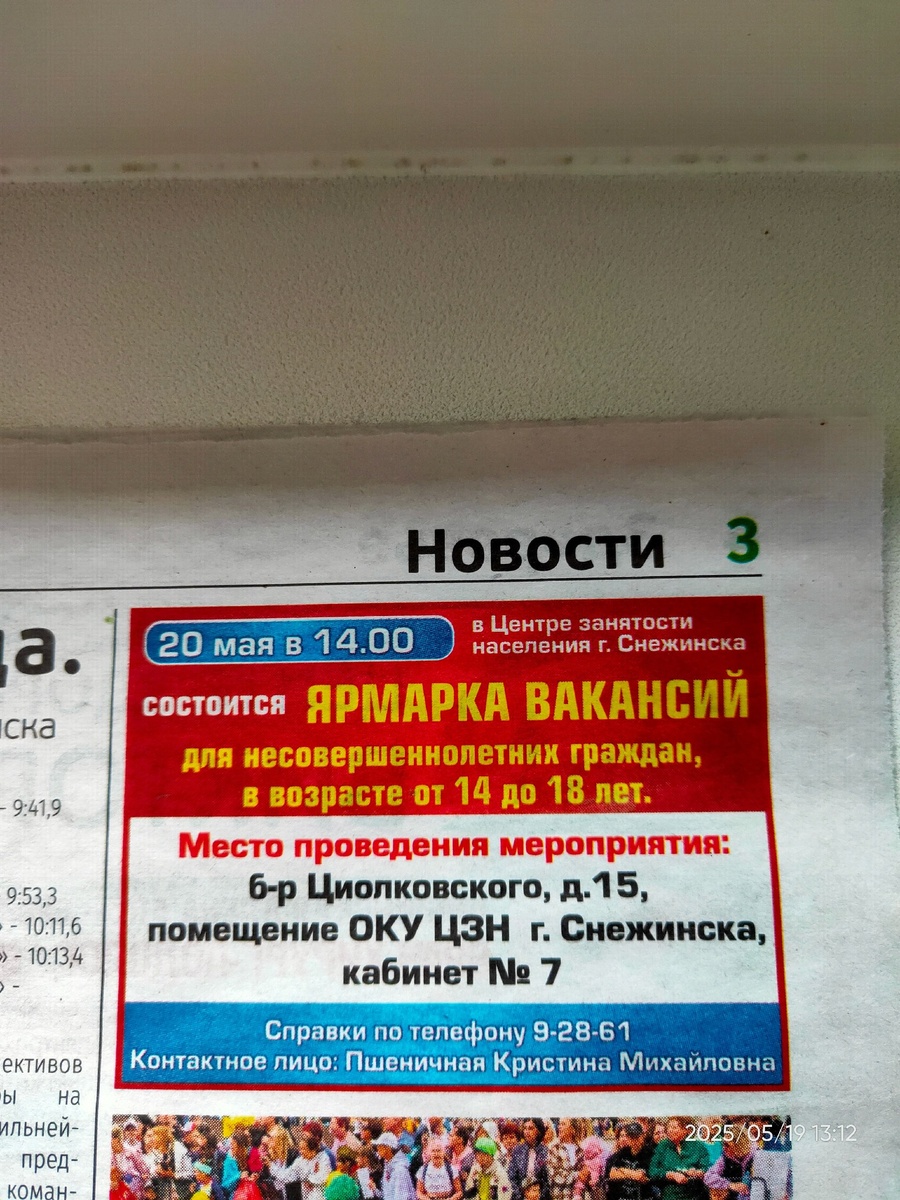 Новости 3
да.
9:41,9
9:53,3
- 10:11,6
» - 10:13,4
» -
ективов
ы на
ильней-
пред-
коман-
20 мая в 14.00
в Центре занятости
населения г. Снежинска
состоится ЯРМАРКА ВАКАНСИЙ
для несовершеннолетних граждан,
в возрасте от 14 до 18 лет.
Место проведения мероприятия:
б-р Циолковского, д.15,
помещение ОКУ ЦЗН г. Снежинска,
кабинет № 7
Справки по телефону 9-28-61
Контактное лицо: Пшеничная Кристина Михайловна
2025/05/19 13:12